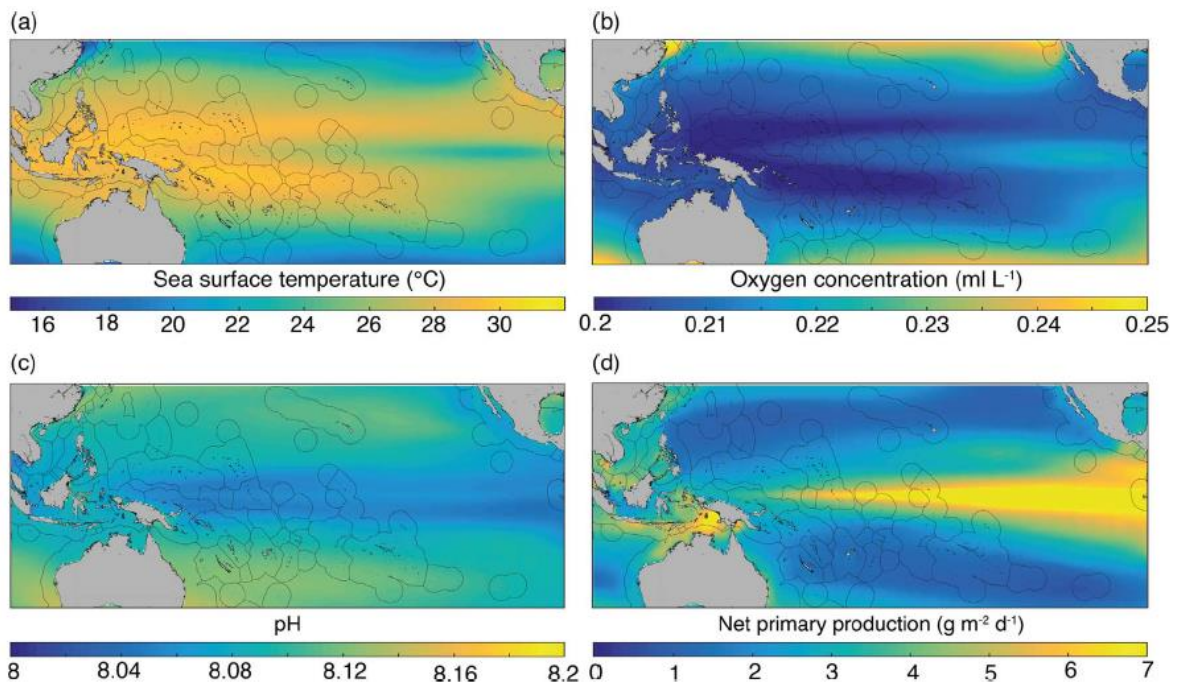 (a)
(b)
Sea surface temperature (°C)
16 18 20 22 24 26 28 30
Oxygen concentration (ml L⁻¹)
0.2 0.21 0.22 0.23 0.24 0.25
(c)
(d)
pH
8 8.04 8.08 8.12 8.16 8.2
Net primary production (g m⁻² d⁻¹)
0 1 2 3 4 5 6 7